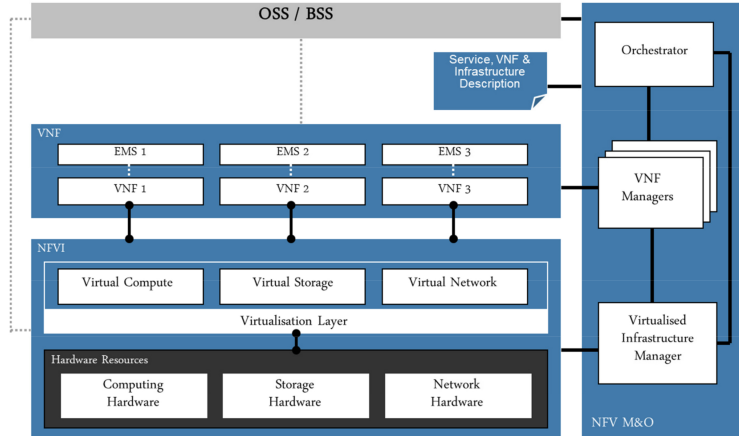 OSS / BSS
Orchestrator
Service, VNF &
Infrastructure
Description
VNF
EMS 1
EMS 2
EMS 3
VNF 1
VNF 2
VNF 3
VNF
Managers
NFVI
Virtual Compute
Virtual Storage
Virtual Network
Virtualisation Layer
Virtualised
Infrastructure
Manager
Hardware Resources
Computing
Hardware
Storage
Hardware
Network
Hardware
NFV M&O